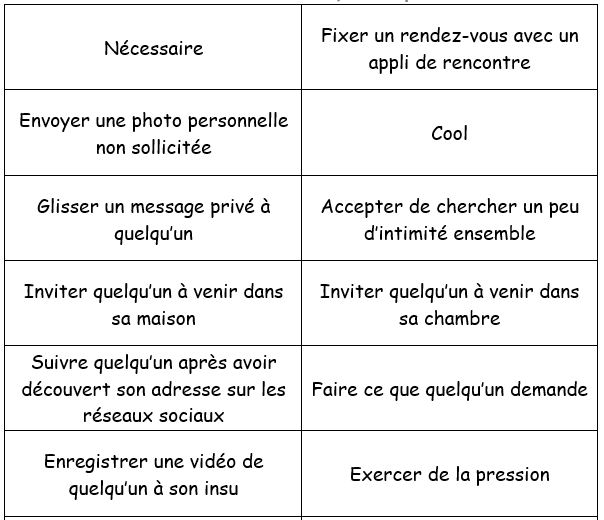 Nécessaire
Fixer un rendez-vous avec un
appli de rencontre
Envoyer une photo personnelle
non sollicitée
Cool
Glisser un message privé à
quelqu'un
Accepter de chercher un peu
d'intimité ensemble
Inviter quelqu'un à venir dans
sa maison
Inviter quelqu'un à venir dans
sa chambre
Suivre quelqu'un après avoir
découvert son adresse sur les
réseaux sociaux
Faire ce que quelqu'un demande
Enregistrer une vidéo de
quelqu'un à son insu
Exercer de la pression